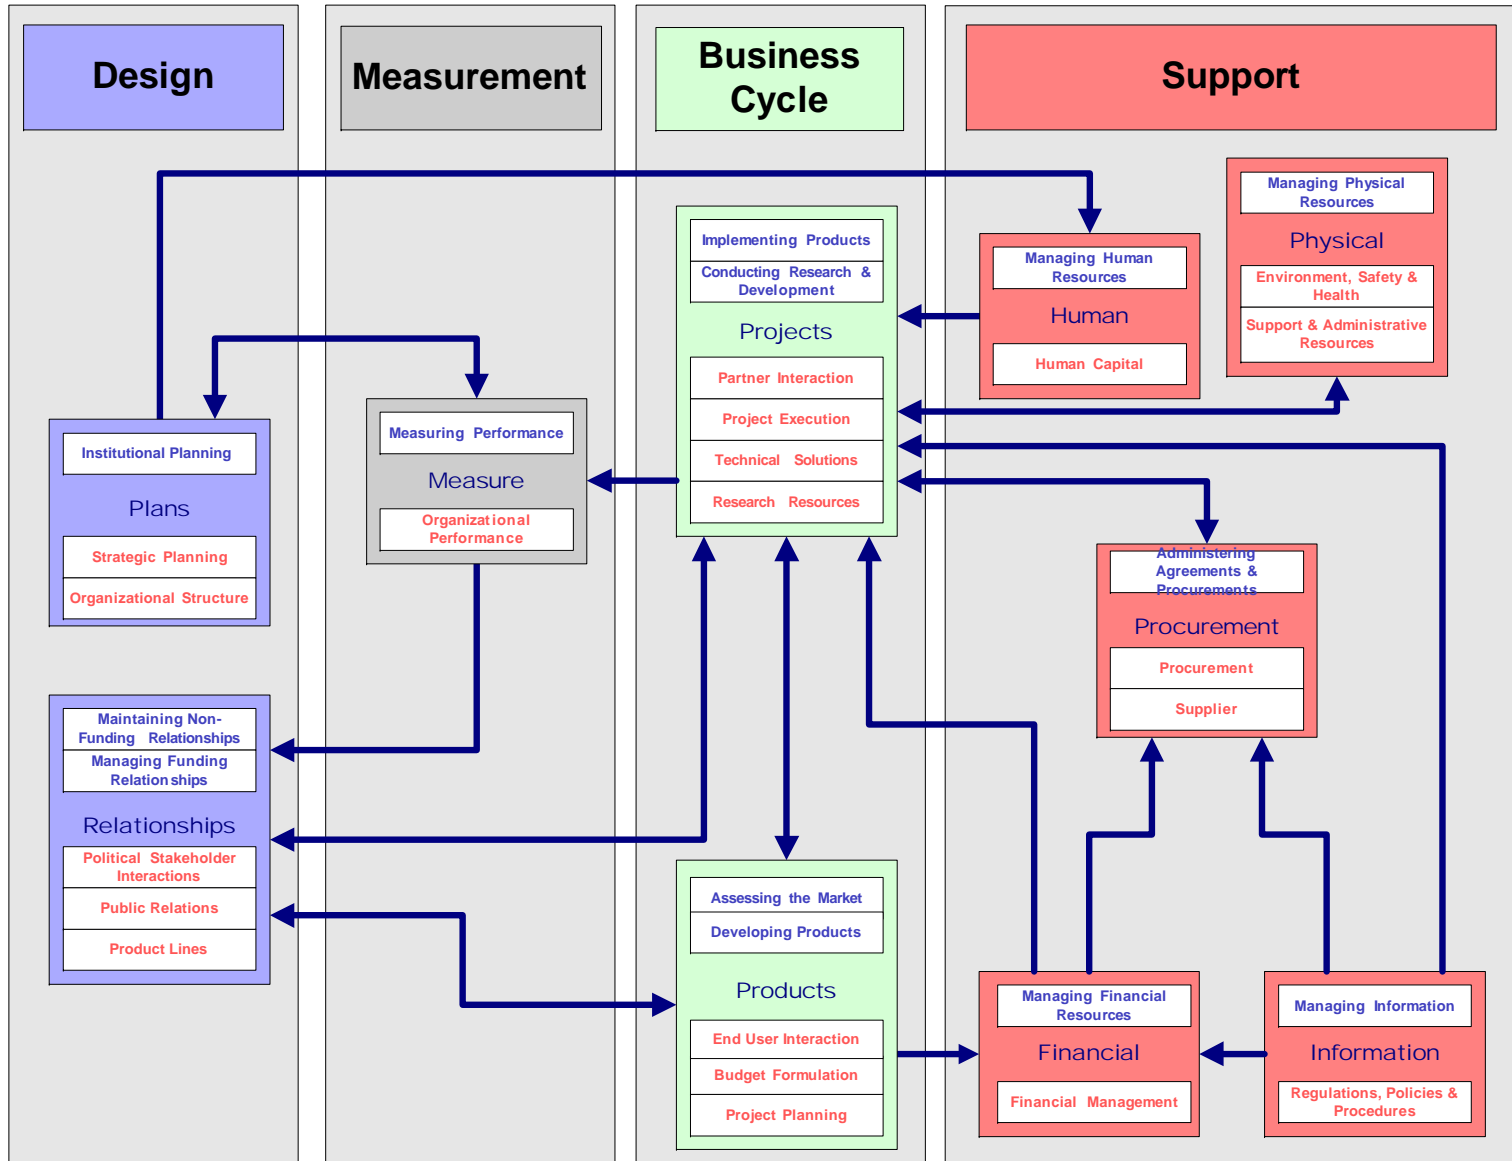 Design
Measurement
Business
Cycle
Support
Institutional Planning
Plans
Strategic Planning
Organizational Structure
Maintaining Non-
Funding Relationships
Managing Funding
Relationships
Relationships
Political Stakeholder
Interactions
Public Relations
Product Lines
Measuring Performance
Measure
Organizational
Performance
Implementing Products
Conducting Research &
Development
Projects
Partner Interaction
Project Execution
Technical Solutions
Research Resources
Assessing the Market
Developing Products
Products
End User Interaction
Budget Formulation
Project Planning
Managing Human
Resources
Human
Human Capital
Managing Physical
Resources
Physical
Environment, Safety &
Health
Support & Administrative
Resources
Administering
Agreements &
Procurements
Procurement
Procurement
Supplier
Managing Financial
Resources
Financial
Financial Management
Managing Information
Information
Regulations, Policies &
Procedures